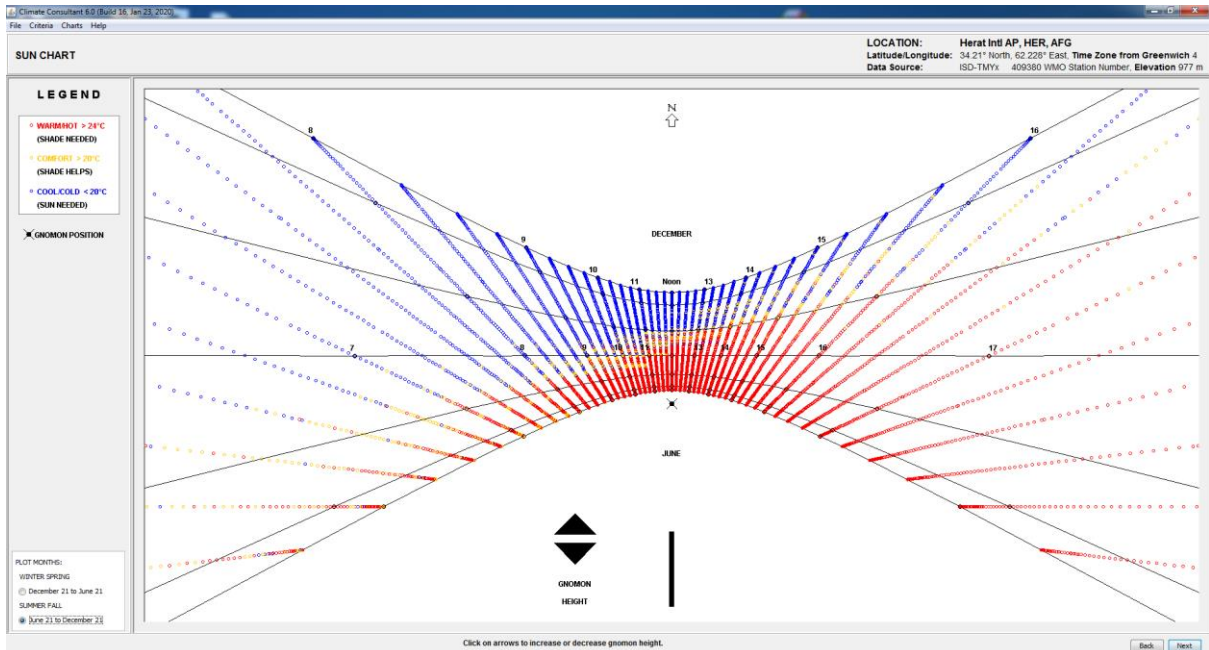 Climate Consultant 6.0 (Build 16, Jan 23, 2020)
File Criteria Charts Help
SUN CHART
LOCATION: Herat Intl AP, HER, AFG
Latitude/Longitude: 34.21° North, 62.228° East, Time Zone from Greenwich 4
Data Source: ISD-TMYx 409380 WMO Station Number, Elevation 977 m
LEGEND
WARM/HOT > 24°C
(SHADE NEEDED)
COMFORT > 20°C
(SHADE HELPS)
COOL/COLD < 20°C
(SUN NEEDED)
GNOMON POSITION
N
8 16
DECEMBER
9 15
10 14
11 Noon 13
7 8 9 10 11 13 14 15 16 17
JUNE
GNOMON
HEIGHT
PLOT MONTHS:
WINTER SPRING
December 21 to June 21
SUMMER FALL
June 21 to December 21
Click on arrows to increase or decrease gnomon height.
Back Next